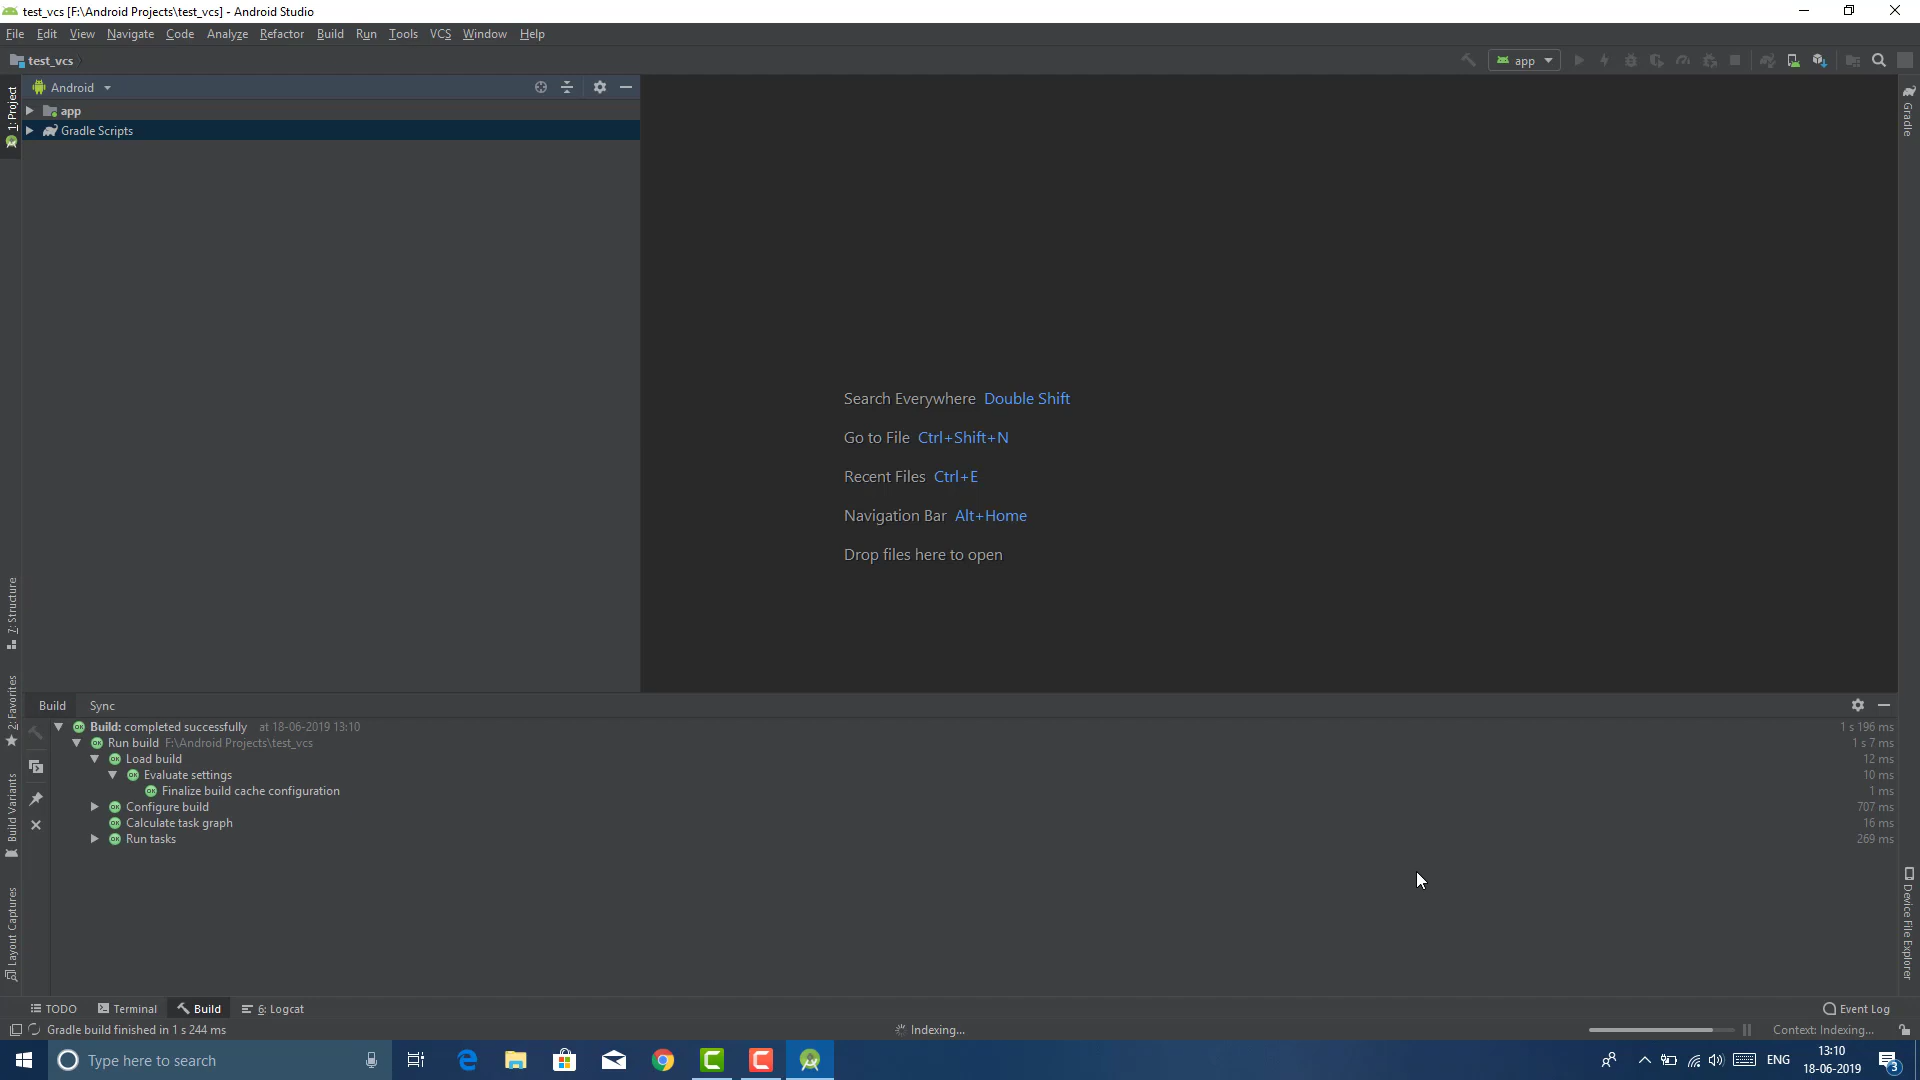 test_vcs [F:\Android Projects\test_vcs] - Android Studio
File Edit View Navigate Code Analyze Refactor Build Run Tools VCS Window Help
test_vcs
app
Android
1: Project
app
Gradle Scripts
Gradle
Search Everywhere Double Shift
Go to File Ctrl+Shift+N
Recent Files Ctrl+E
Navigation Bar Alt+Home
Drop files here to open
7: Structure
2: Favorites
Build Variants
Layout Captures
Build Sync
Build: completed successfully at 18-06-2019 13:10 1 s 196 ms
Run build F:\Android Projects\test_vcs 1 s 7 ms
Load build 12 ms
Evaluate settings 10 ms
Finalize build cache configuration 1 ms
Configure build 707 ms
Calculate task graph 16 ms
Run tasks 269 ms
Device File Explorer
TODO Terminal Build 6: Logcat Event Log
Gradle build finished in 1 s 244 ms Indexing... Context: Indexing...
Type here to search
ENG
13:10
18-06-2019
3